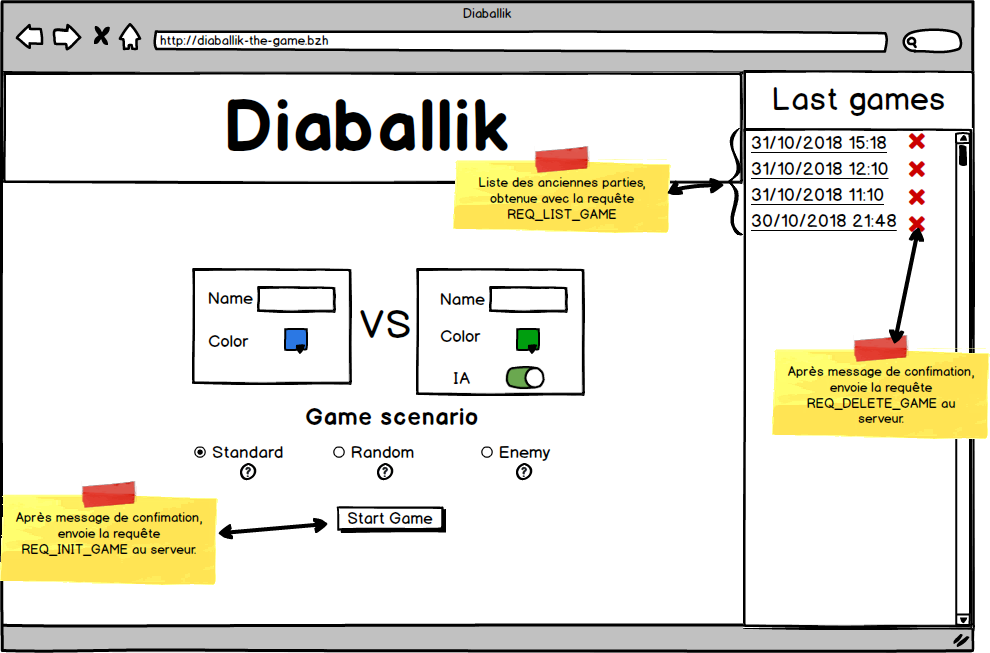 Diaballik
http://diaballik-the-game.bzh
Diaballik
Last games
31/10/2018 15:18
31/10/2018 12:10
31/10/2018 11:10
30/10/2018 21:48
Liste des anciennes parties,
obtenue avec la requête
REQ_LIST_GAME
Name
Color
VS
Name
Color
IA
Après message de confimation,
envoie la requête
REQ_DELETE_GAME au
serveur.
Game scenario
Standard
Random
Enemy
?
?
?
Start Game
Après message de confimation,
envoie la requête
REQ_INIT_GAME au serveur.